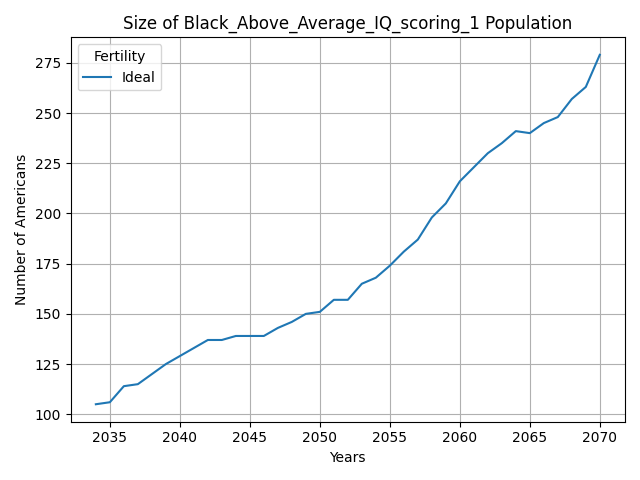 Size of Black_Above_Average_IQ_scoring_1 Population
Fertility
Ideal
275
250
225
200
175
150
125
100
Number of Americans
2035 2040 2045 2050 2055 2060 2065 2070
Years